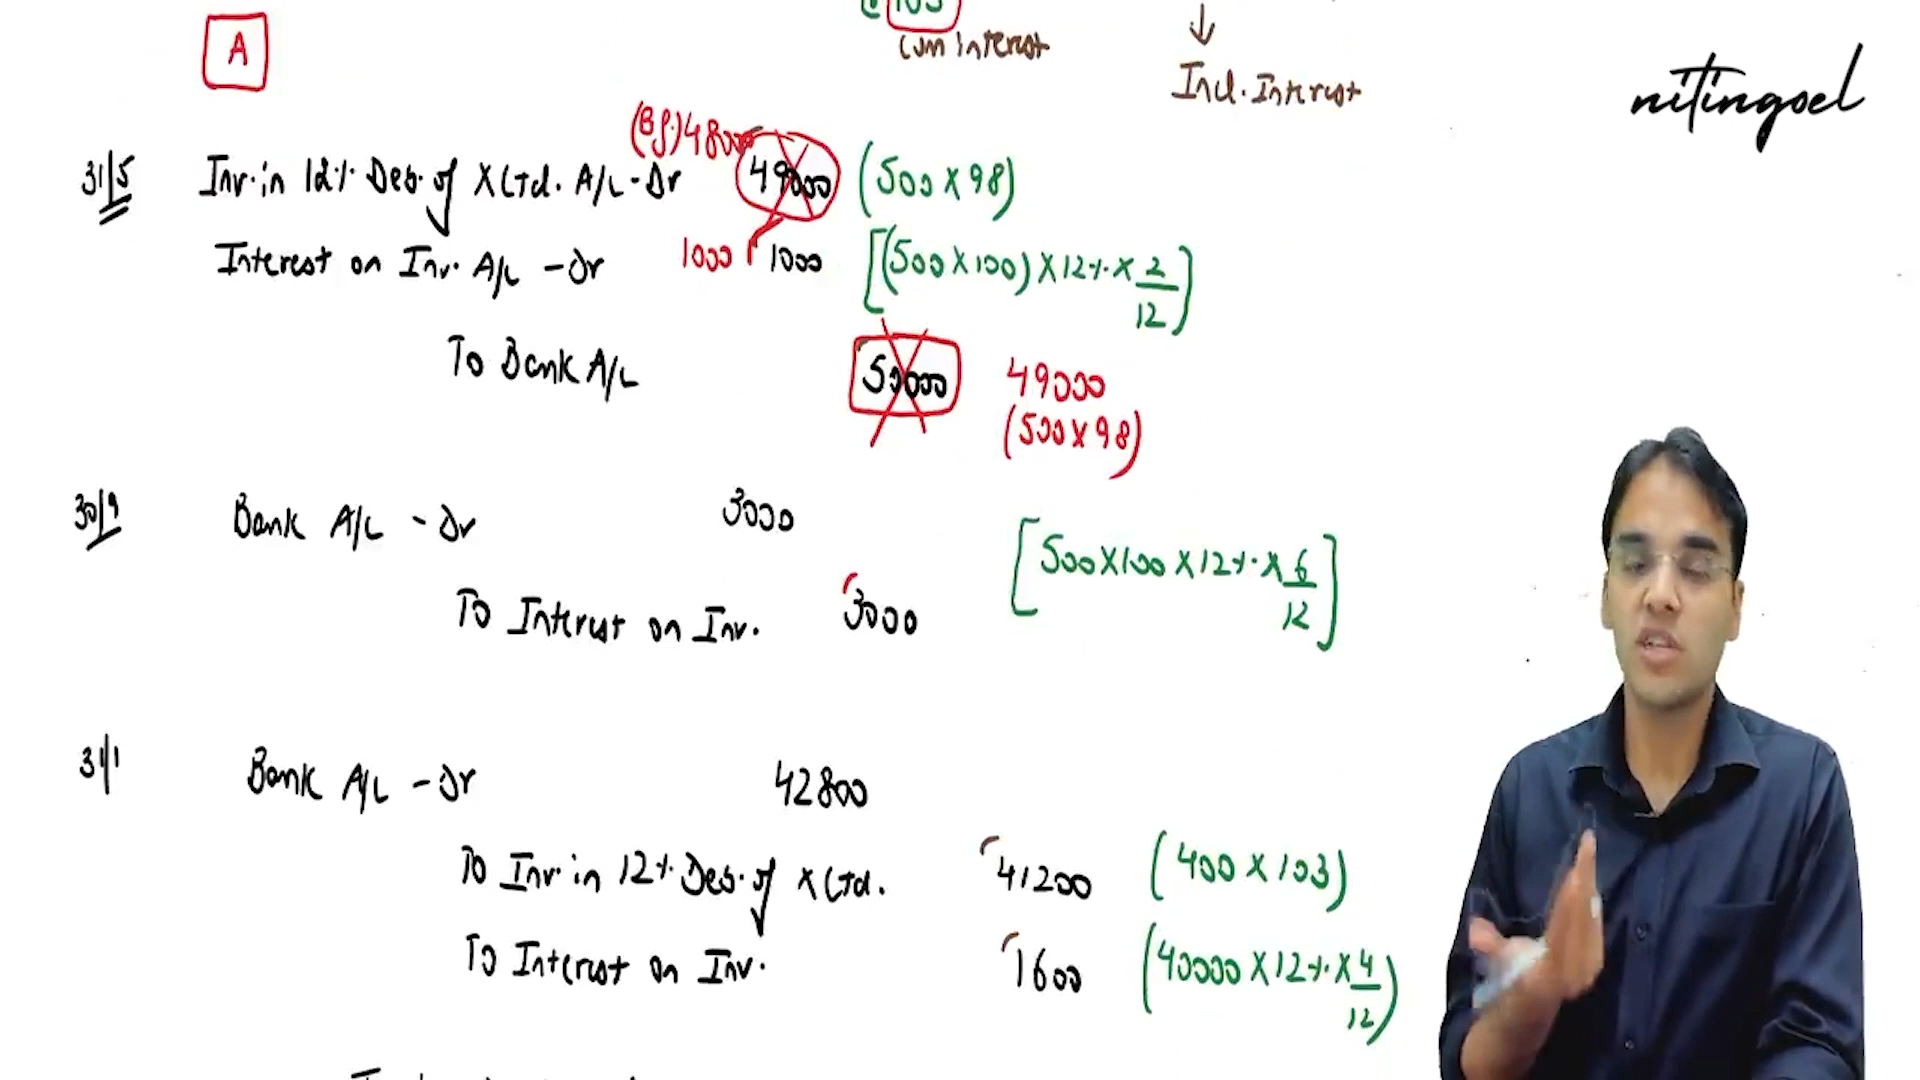 @ 103
Cum interest
↓
Incl. Interest
A
nitingoel
(Bf.) 48000
31/5 Inv. in 12% Deb. of X Ltd. A/c - Dr 49000 (500 x 98)
Interest on Inv. A/c - Dr 1000 1000 [(500 x 100) x 12% x 2/12]
To Bank A/c 50000 49000
(500 x 98)
30/9 Bank A/c - Dr 3000
[500 x 100 x 12% x 6/12]
To Interest on Inv. 3000
31/1 Bank A/c - Dr 42800
To Inv. in 12% Deb. of X Ltd. 41200 (400 x 103)
To Interest on Inv. 1600 (40000 x 12% x 4/12)